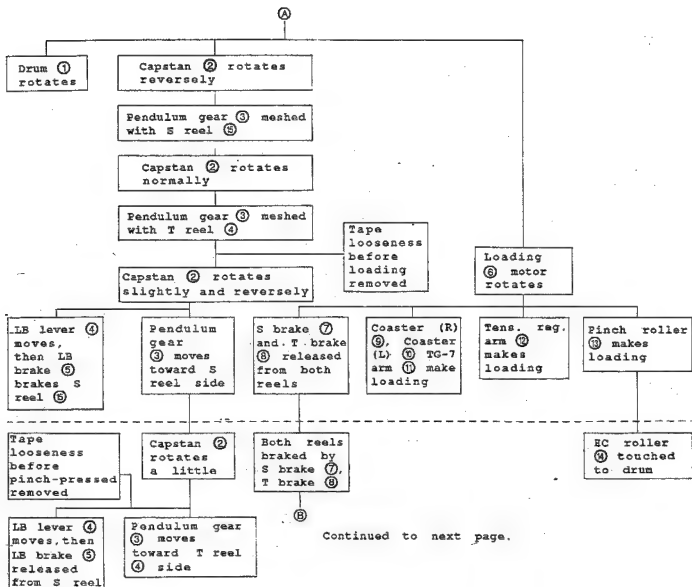 Ⓐ
Drum ①
rotates
Capstan ② rotates
reversely
Pendulum gear ③ meshed
with S reel ⑮
Capstan ② rotates
normally
Pendulum gear ③ meshed
with T reel ④
Tape
looseness
before
loading
removed
Loading
⑥ motor
rotates
Capstan ② rotates
slightly and reversely
LB lever ④
moves,
then LB
brake ⑤
brakes S
reel ⑮
Pendulum
gear
③ moves
toward S
reel side
S brake ⑦
and T brake
⑧ released
from both
reels
Coaster (R)
⑨, Coaster
(L) ⑩ TG-7
arm ⑪ make
loading
Tens. reg.
arm ⑫
makes
loading
Pinch roller
⑬ makes
loading
Tape
looseness
before
pinch-pressed
removed
Capstan ②
rotates
a little
Both reels
braked by
S brake ⑦,
T brake ⑧
EC roller
⑭ touched
to drum
Ⓑ
LB lever ④
moves,then
LB brake ⑤
released
from S reel
Pendulum gear
③ moves
toward T reel
④ side
Continued to next page.